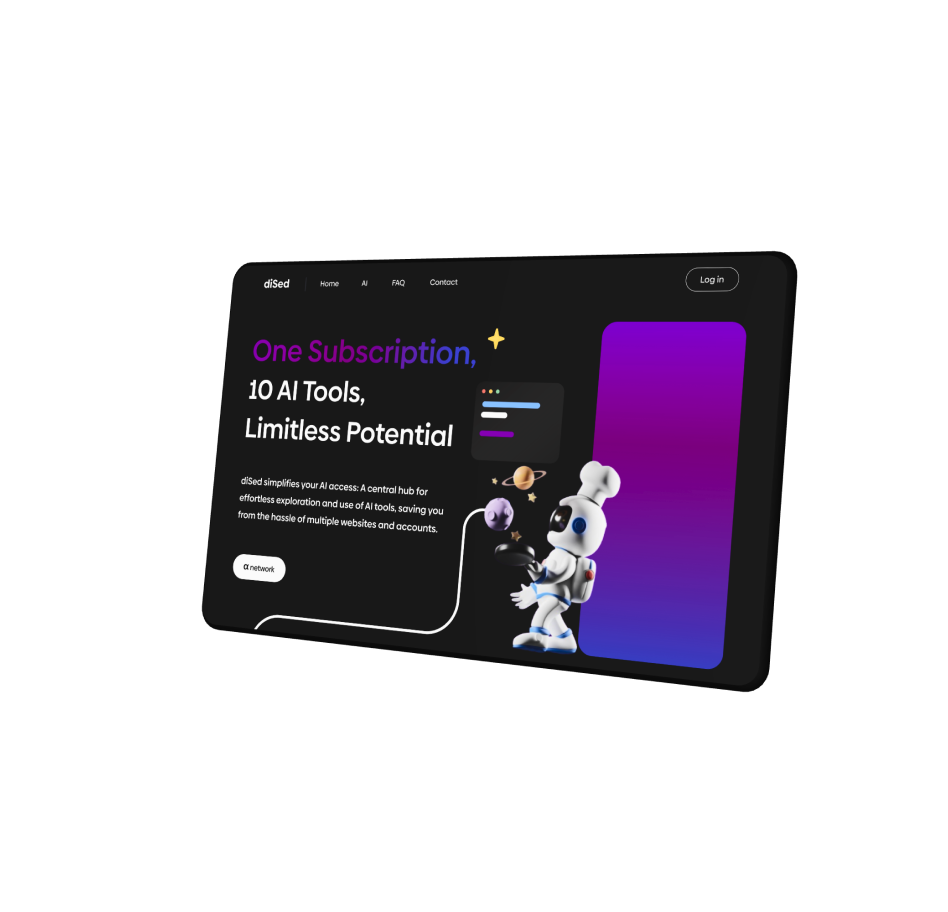 diSed
Home
AI
FAQ
Contact
Log in
One Subscription,
10 AI Tools,
Limitless Potential
diSed simplifies your AI access: A central hub for
effortless exploration and use of AI tools, saving you
from the hassle of multiple websites and accounts.
α network